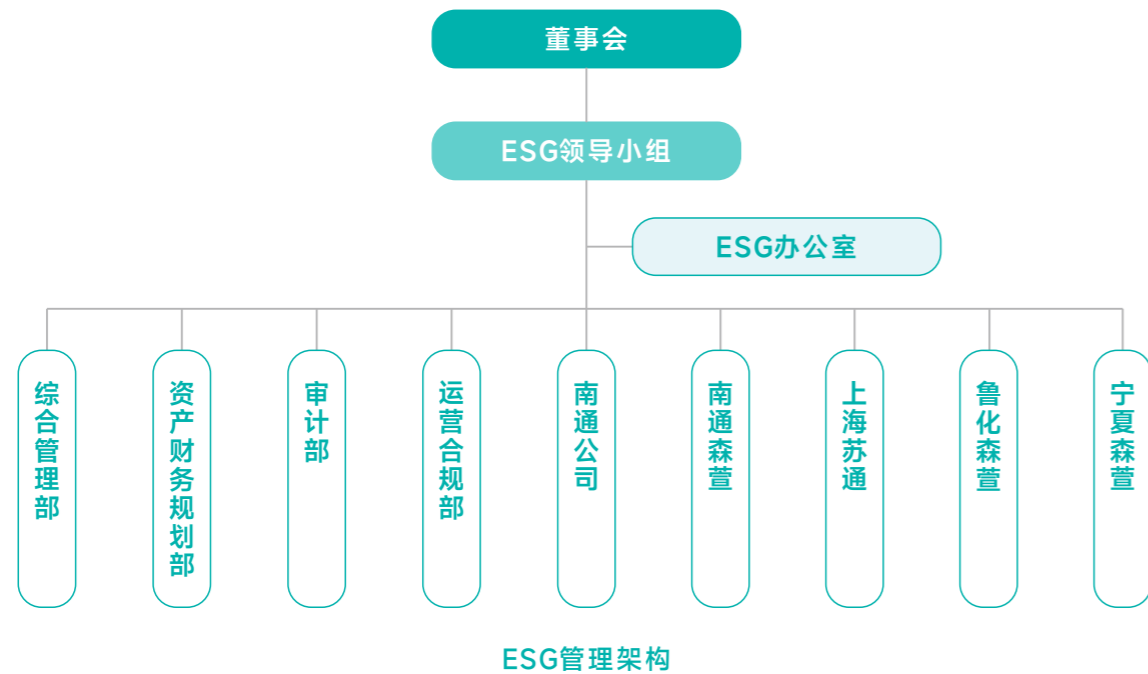 董事会
ESG领导小组
ESG办公室
综合管理部
资产财务规划部
审计部
运营合规部
南通公司
南通森萱
上海苏通
鲁化森萱
宁夏森萱
ESG管理架构